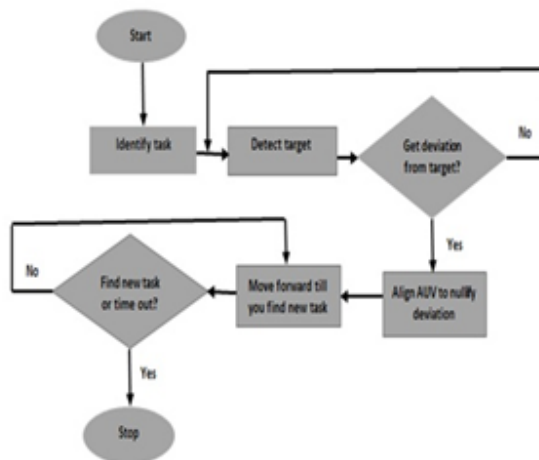 Start
Identify task
Detect target
Get deviation
from target?
No
Yes
Align AUV to nullify
deviation
Move forward till
you find new task
Find new task
or time out?
No
Yes
Stop